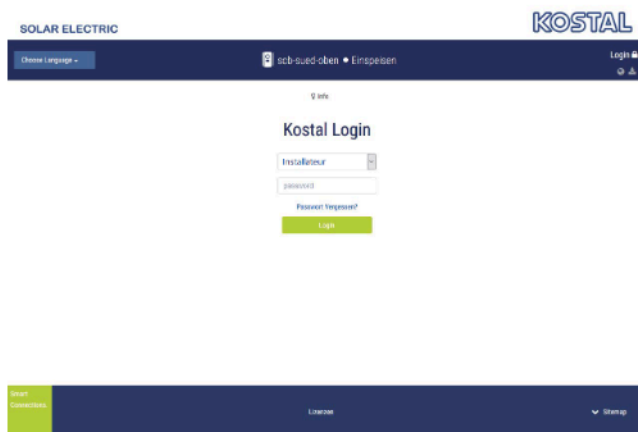 SOLAR ELECTRIC
KOSTAL
Choose Language
scb-sued-oben • Einspeisen
Login
Info
Kostal Login
Installateur
password
Passwort Vergessen?
Login
Smart
Connections.
Lizenzen
Sitemap